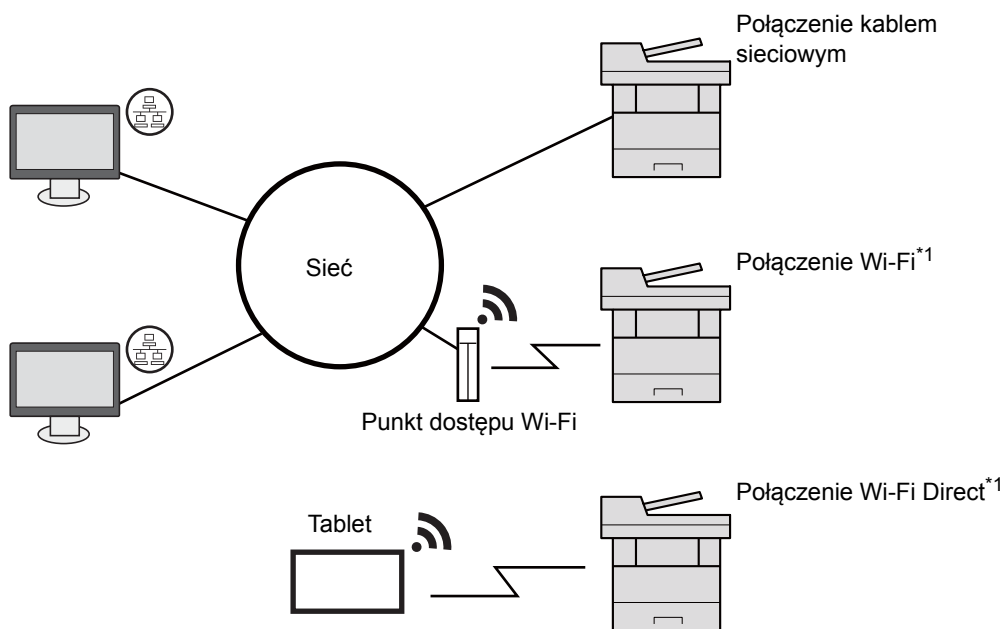 Połączenie kablem
sieciowym
Sieć
Połączenie Wi-Fi*1
Punkt dostępu Wi-Fi
Połączenie Wi-Fi Direct*1
Tablet